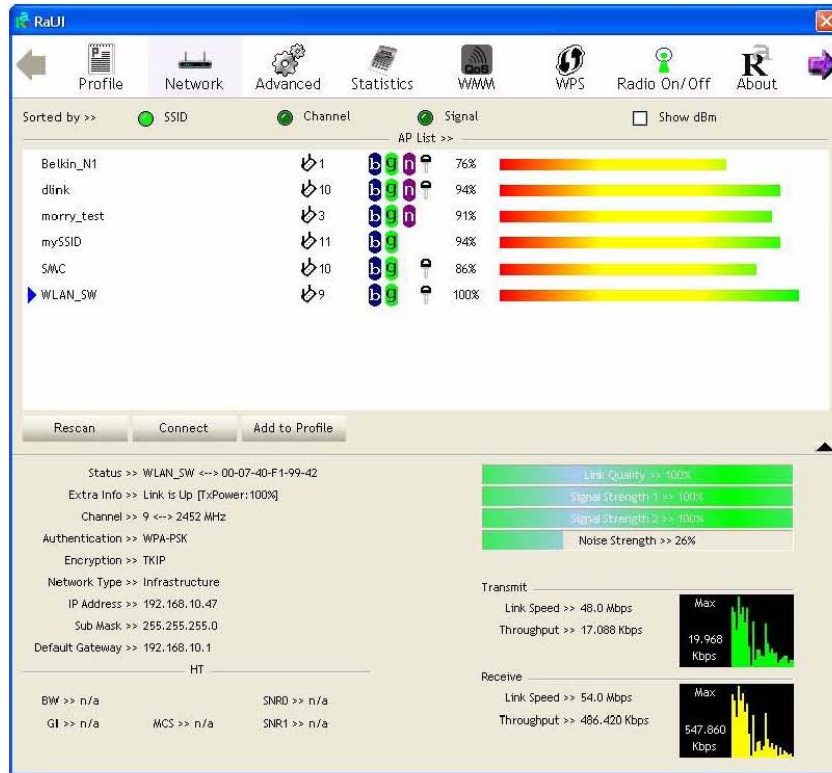 RaUI
Profile Network Advanced Statistics QoS WMM WPS Radio On/Off About
Sorted by >> SSID Channel Signal Show dBm
AP List >>
Belkin_N1 1 b g n 76%
dlink 10 b g n 94%
morry_test 3 b g n 91%
mySSID 11 b g 94%
SMC 10 b g 86%
WLAN_SW 9 b g 100%
Rescan Connect Add to Profile
Status >> WLAN_SW <--> 00-07-40-F1-99-42
Extra Info >> Link is Up [TxPower:100%]
Channel >> 9 <--> 2452 MHz
Authentication >> WPA-PSK
Encryption >> TKIP
Network Type >> Infrastructure
IP Address >> 192.168.10.47
Sub Mask >> 255.255.255.0
Default Gateway >> 192.168.10.1
HT
BW >> n/a SNR0 >> n/a
GI >> n/a MCS >> n/a SNR1 >> n/a
Link Quality >> 100%
Signal Strength 1 >> 100%
Signal Strength 2 >> 100%
Noise Strength >> 26%
Transmit
Link Speed >> 48.0 Mbps
Throughput >> 17.088 Kbps
Max
19.968
Kbps
Receive
Link Speed >> 54.0 Mbps
Throughput >> 486.420 Kbps
Max
547.860
Kbps